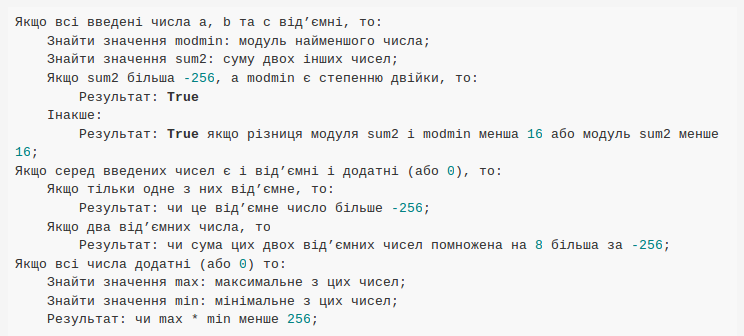 Якщо всі введені числа a, b та c від’ємні, то:
Знайти значення modmin: модуль найменшого числа;
Знайти значення sum2: суму двох інших чисел;
Якщо sum2 більша -256, а modmin є степенню двійки, то:
Результат: True
Інакше:
Результат: True якщо різниця модуля sum2 і modmin менша 16 або модуль sum2 менше
16;
Якщо серед введених чисел є і від’ємні і додатні (або 0), то:
Якщо тільки одне з них від’ємне, то:
Результат: чи це від’ємне число більше -256;
Якщо два від’ємних числа, то
Результат: чи сума цих двох від’ємних чисел помножена на 8 більша за -256;
Якщо всі числа додатні (або 0) то:
Знайти значення max: максимальне з цих чисел;
Знайти значення min: мінімальне з цих чисел;
Результат: чи max * min менше 256;